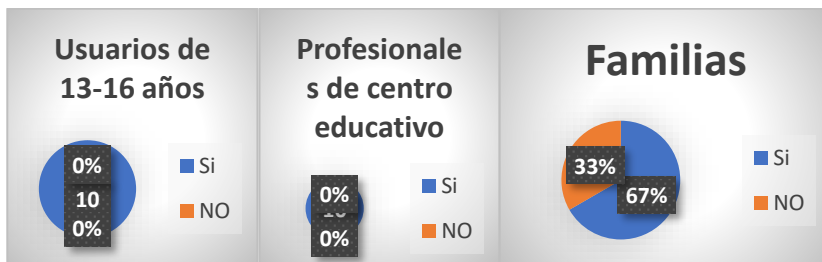 Usuarios de
13-16 años
0%
10
0%
Si
NO
Profesionale
s de centro
educativo
0%
0%
Si
NO
Familias
33%
67%
Si
NO